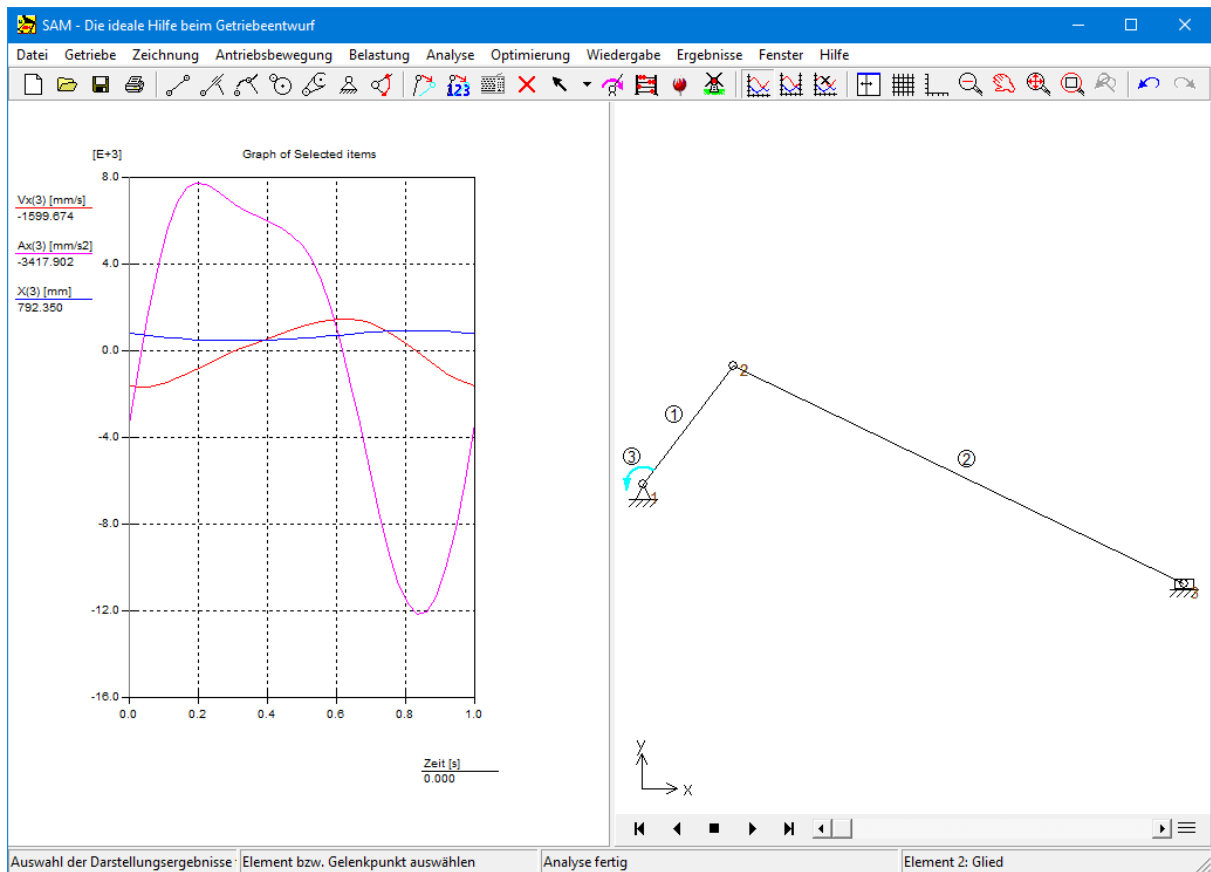 SAM - Die ideale Hilfe beim Getriebeentwurf
Datei Getriebe Zeichnung Antriebsbewegung Belastung Analyse Optimierung Wiedergabe Ergebnisse Fenster Hilfe
123
[E+3] Graph of Selected items
8.0
Vx(3) [mm/s]
-1599.674
Ax(3) [mm/s2]
-3417.902
4.0
X(3) [mm]
792.350
0.0
-4.0
-8.0
-12.0
-16.0
0.0 0.2 0.4 0.6 0.8 1.0
Zeit [s]
0.000
2
1
2
3
1
3
y
x
Auswahl der Darstellungsergebnisse Element bzw. Gelenkpunkt auswählen Analyse fertig Element 2: Glied